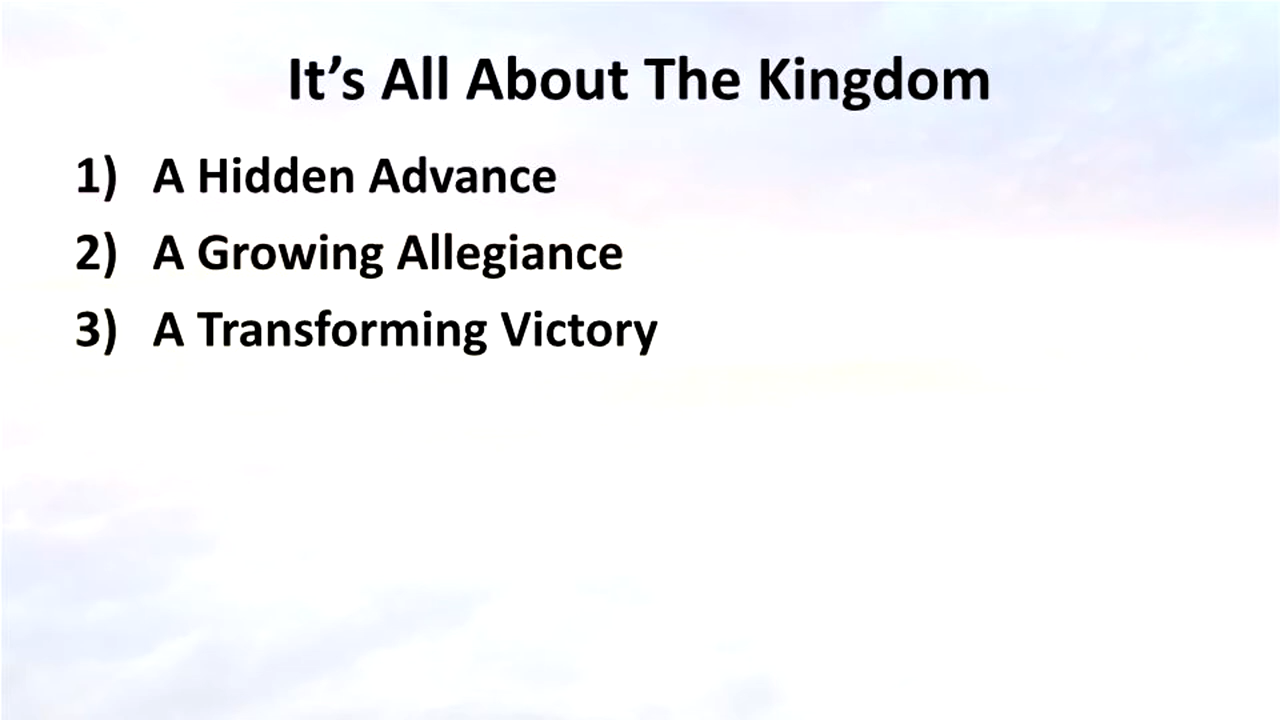 It’s All About The Kingdom
1) A Hidden Advance
2) A Growing Allegiance
3) A Transforming Victory